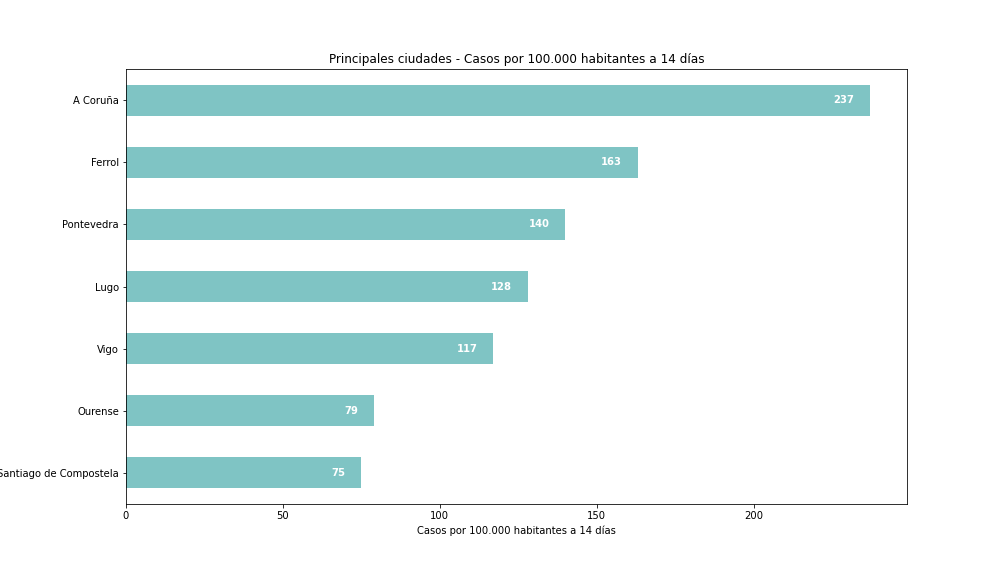 Principales ciudades - Casos por 100.000 habitantes a 14 días
A Coruña 237
Ferrol 163
Pontevedra 140
Lugo 128
Vigo 117
Ourense 79
Santiago de Compostela 75
0 50 100 150 200
Casos por 100.000 habitantes a 14 días